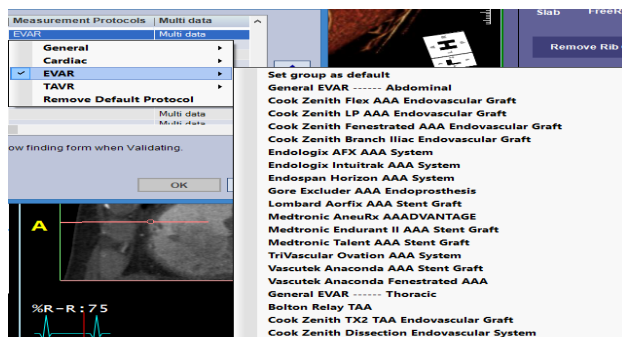 Measurement Protocols Multi data
EVAR Multi data
General
Cardiac
EVAR
TAVR
Remove Default Protocol
Multi data
Multi data
ow finding form when Validating.
OK
A
%R-R:75
Slab FreeR
Remove Rib
Set group as default
General EVAR ------ Abdominal
Cook Zenith Flex AAA Endovascular Graft
Cook Zenith LP AAA Endovascular Graft
Cook Zenith Fenestrated AAA Endovascular Graft
Cook Zenith Branch Iliac Endovascular Graft
Endologix AFX AAA System
Endologix Intuitrak AAA System
Endospan Horizon AAA System
Gore Excluder AAA Endoprosthesis
Lombard Aorfix AAA Stent Graft
Medtronic AneuRx AAADVANTAGE
Medtronic Endurant II AAA Stent Graft
Medtronic Talent AAA Stent Graft
TriVascular Ovation AAA System
Vascutek Anaconda AAA Stent Graft
Vascutek Anaconda Fenestrated AAA
General EVAR ------ Thoracic
Bolton Relay TAA
Cook Zenith TX2 TAA Endovascular Graft
Cook Zenith Dissection Endovascular System